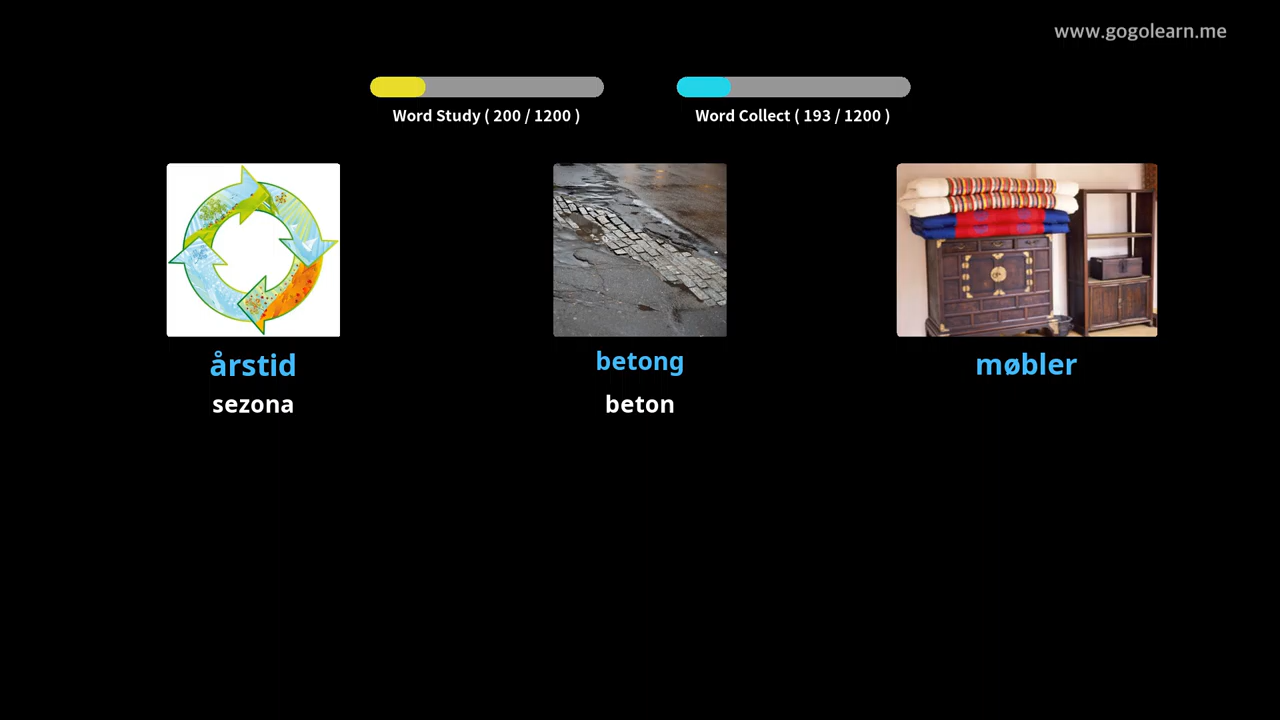 www.gogolearn.me
Word Study ( 200 / 1200 )
Word Collect ( 193 / 1200 )
årstid
betong
møbler
sezona
beton